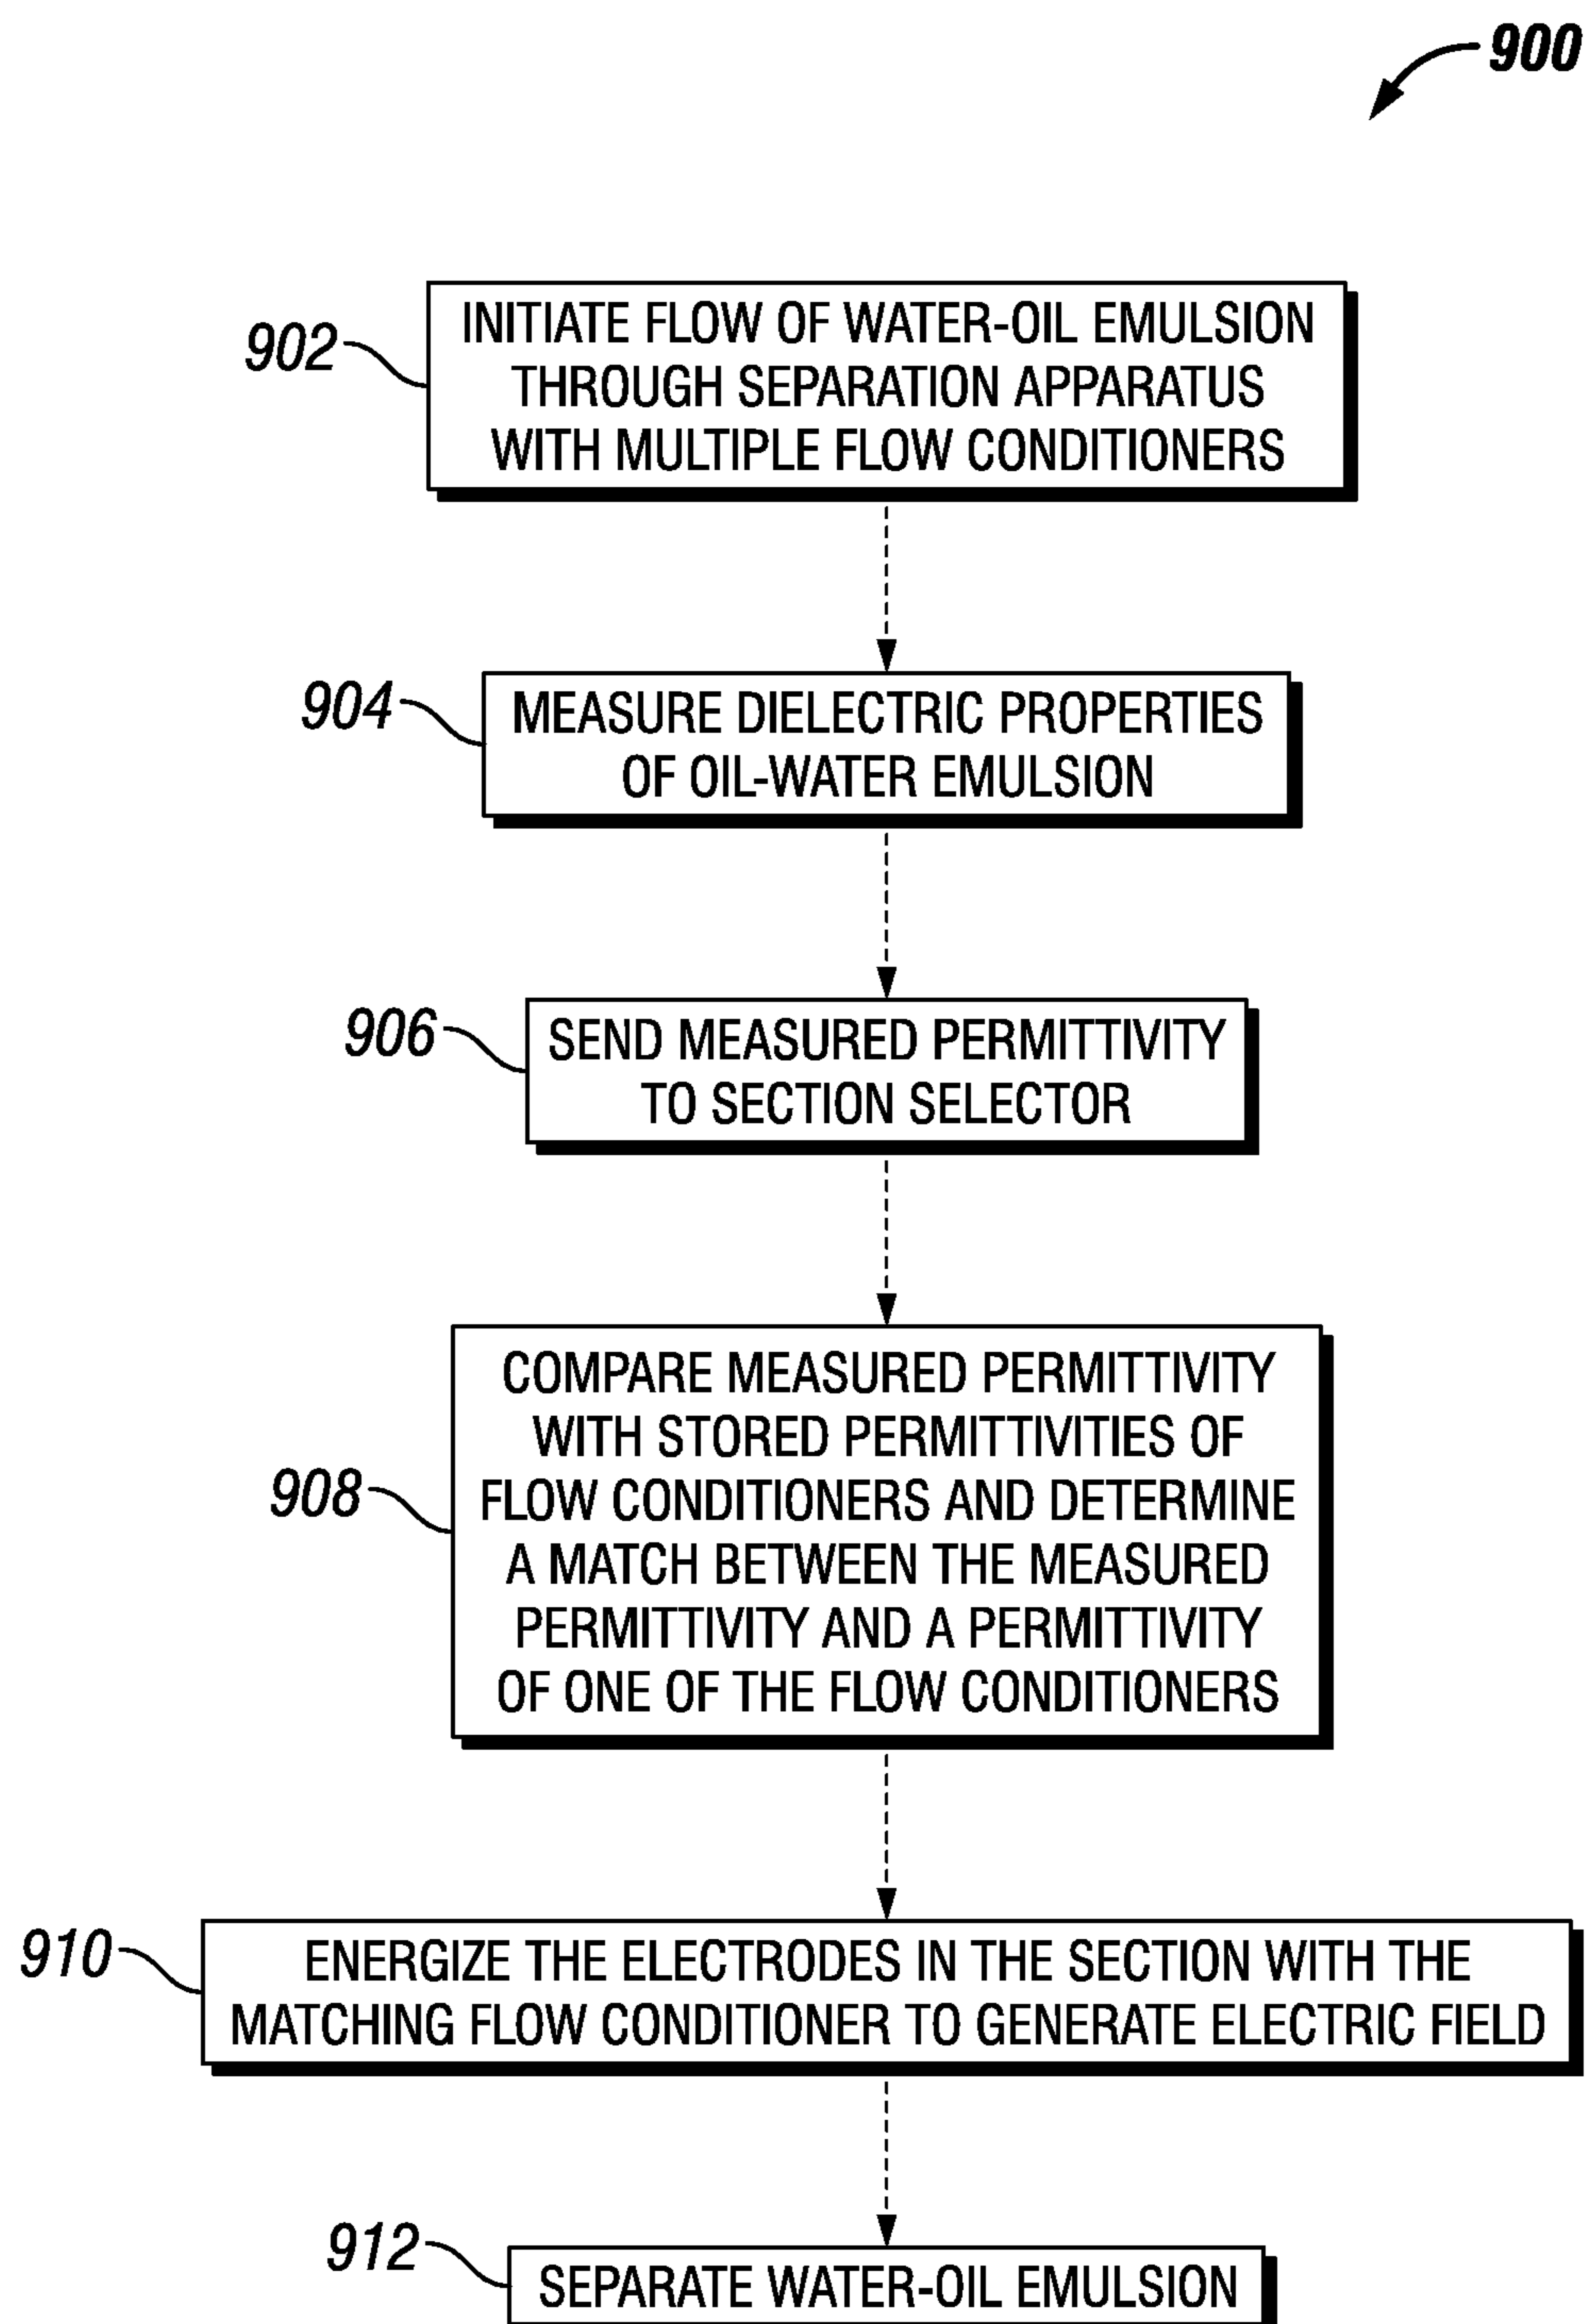 900
902
INITIATE FLOW OF WATER-OIL EMULSION
THROUGH SEPARATION APPARATUS
WITH MULTIPLE FLOW CONDITIONERS
904
MEASURE DIELECTRIC PROPERTIES
OF OIL-WATER EMULSION
906
SEND MEASURED PERMITTIVITY
TO SECTION SELECTOR
908
COMPARE MEASURED PERMITTIVITY
WITH STORED PERMITTIVITIES OF
FLOW CONDITIONERS AND DETERMINE
A MATCH BETWEEN THE MEASURED
PERMITTIVITY AND A PERMITTIVITY
OF ONE OF THE FLOW CONDITIONERS
910
ENERGIZE THE ELECTRODES IN THE SECTION WITH THE
MATCHING FLOW CONDITIONER TO GENERATE ELECTRIC FIELD
912
SEPARATE WATER-OIL EMULSION